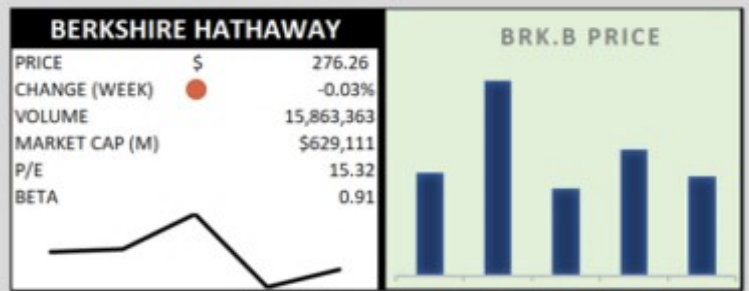 BERKSHIRE HATHAWAY
PRICE $ 276.26
CHANGE (WEEK) -0.03%
VOLUME 15,863,363
MARKET CAP (M) $629,111
P/E 15.32
BETA 0.91
BRK.B PRICE